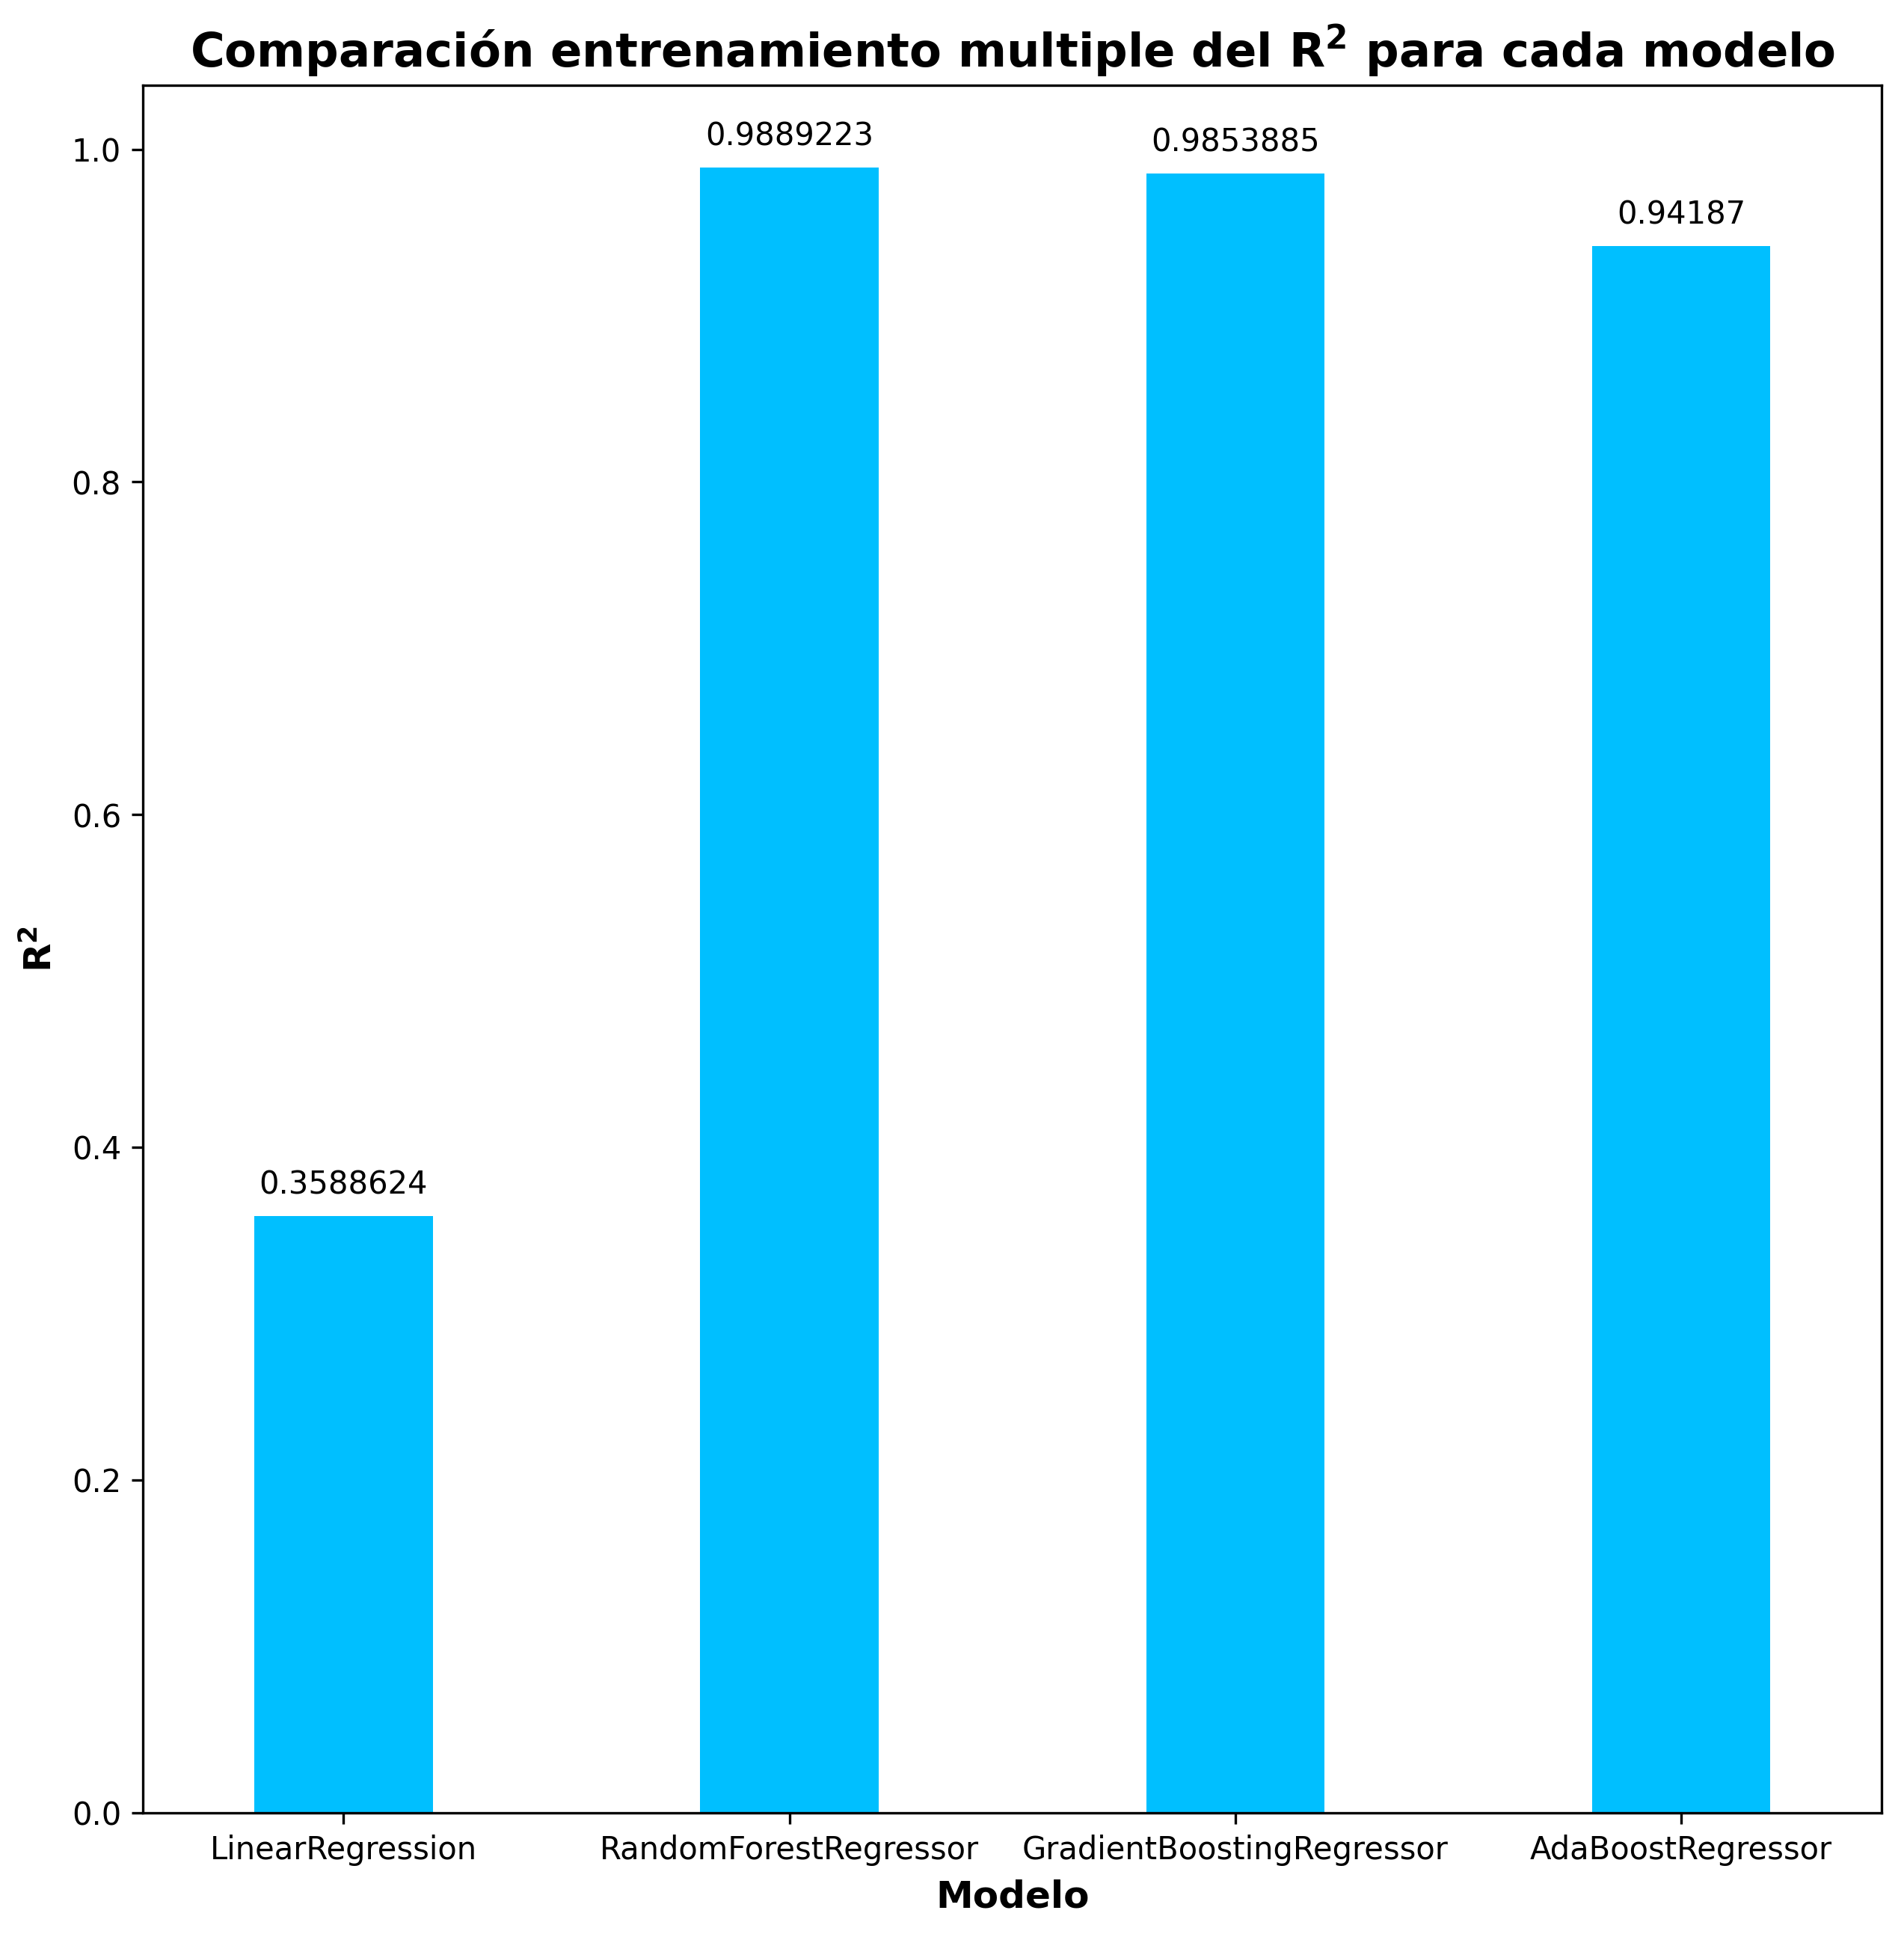 Comparación entrenamiento multiple del R² para cada modelo
1.0
0.8
0.6
0.4
0.2
0.0
R²
0.3588624
0.9889223
0.9853885
0.94187
LinearRegression
RandomForestRegressor
GradientBoostingRegressor
AdaBoostRegressor
Modelo